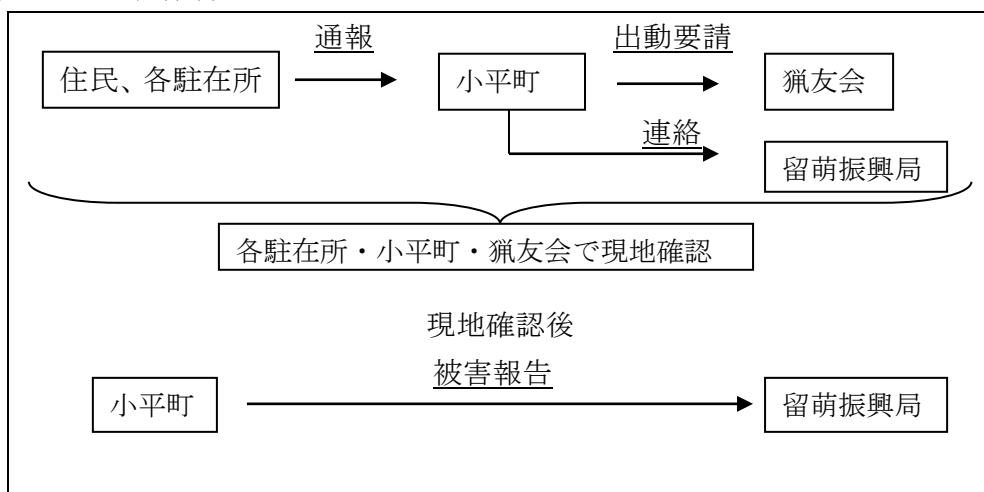 通報
出動要請
住民、各駐在所
小平町
猟友会
連絡
留萌振興局
各駐在所・小平町・猟友会で現地確認
現地確認後
被害報告
小平町
留萌振興局